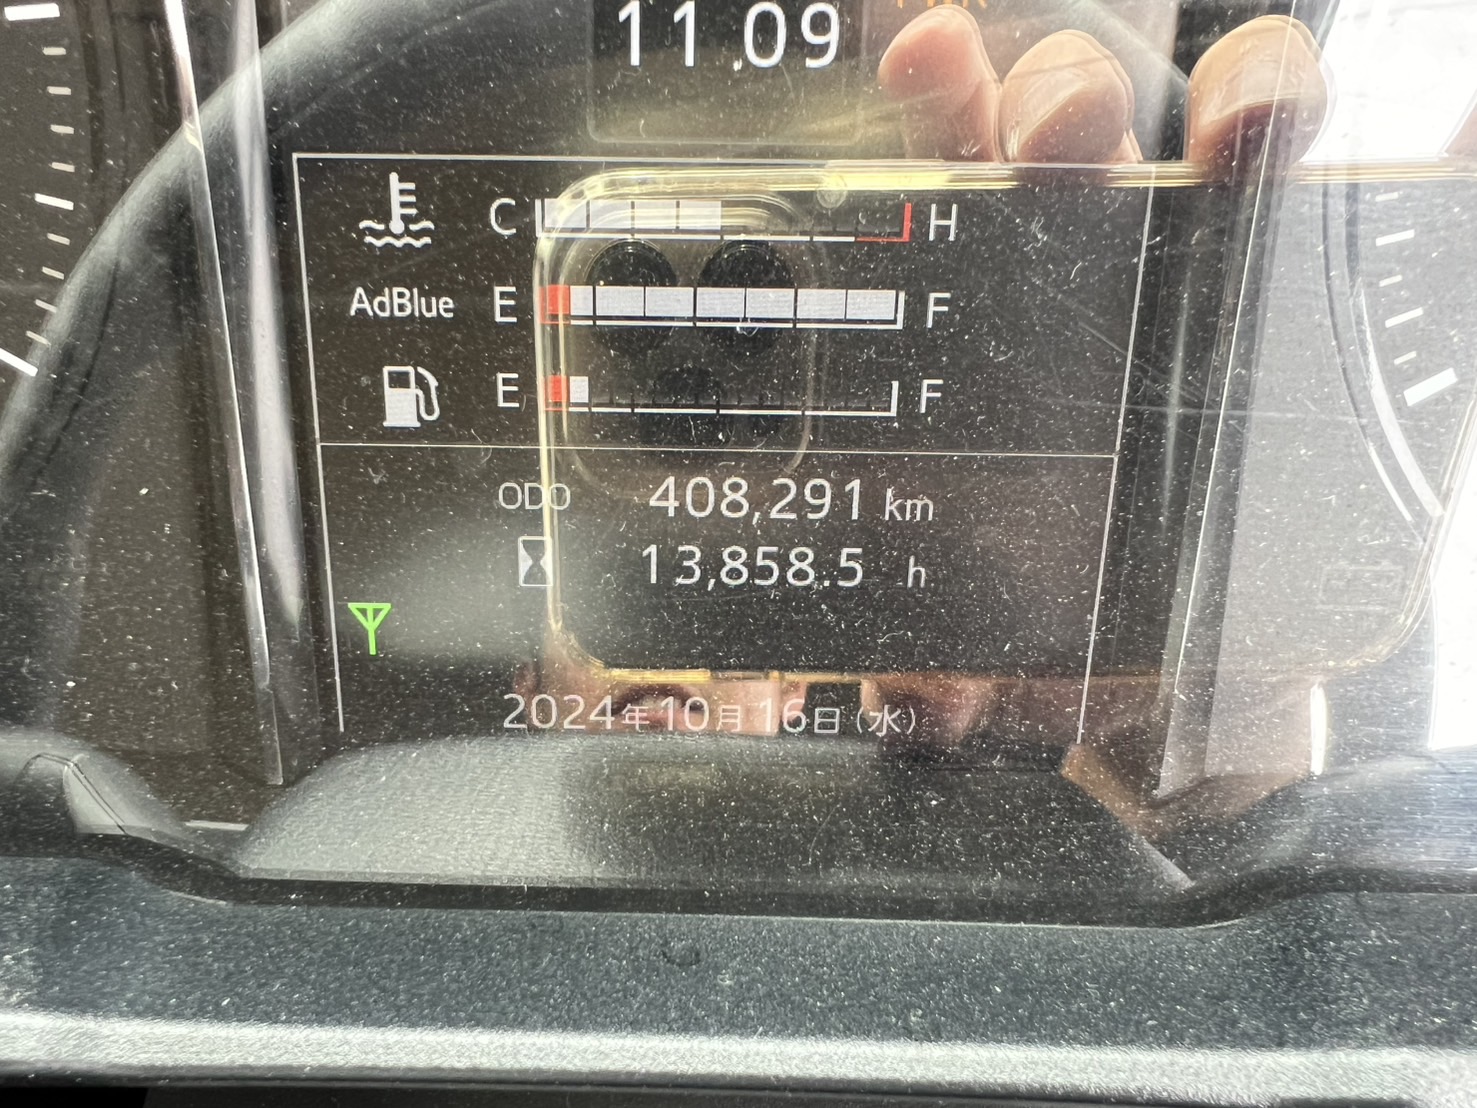 11:09
C H
AdBlue E F
E F
ODO 408,291 km
13,858.5 h
2024年10月16日(水)